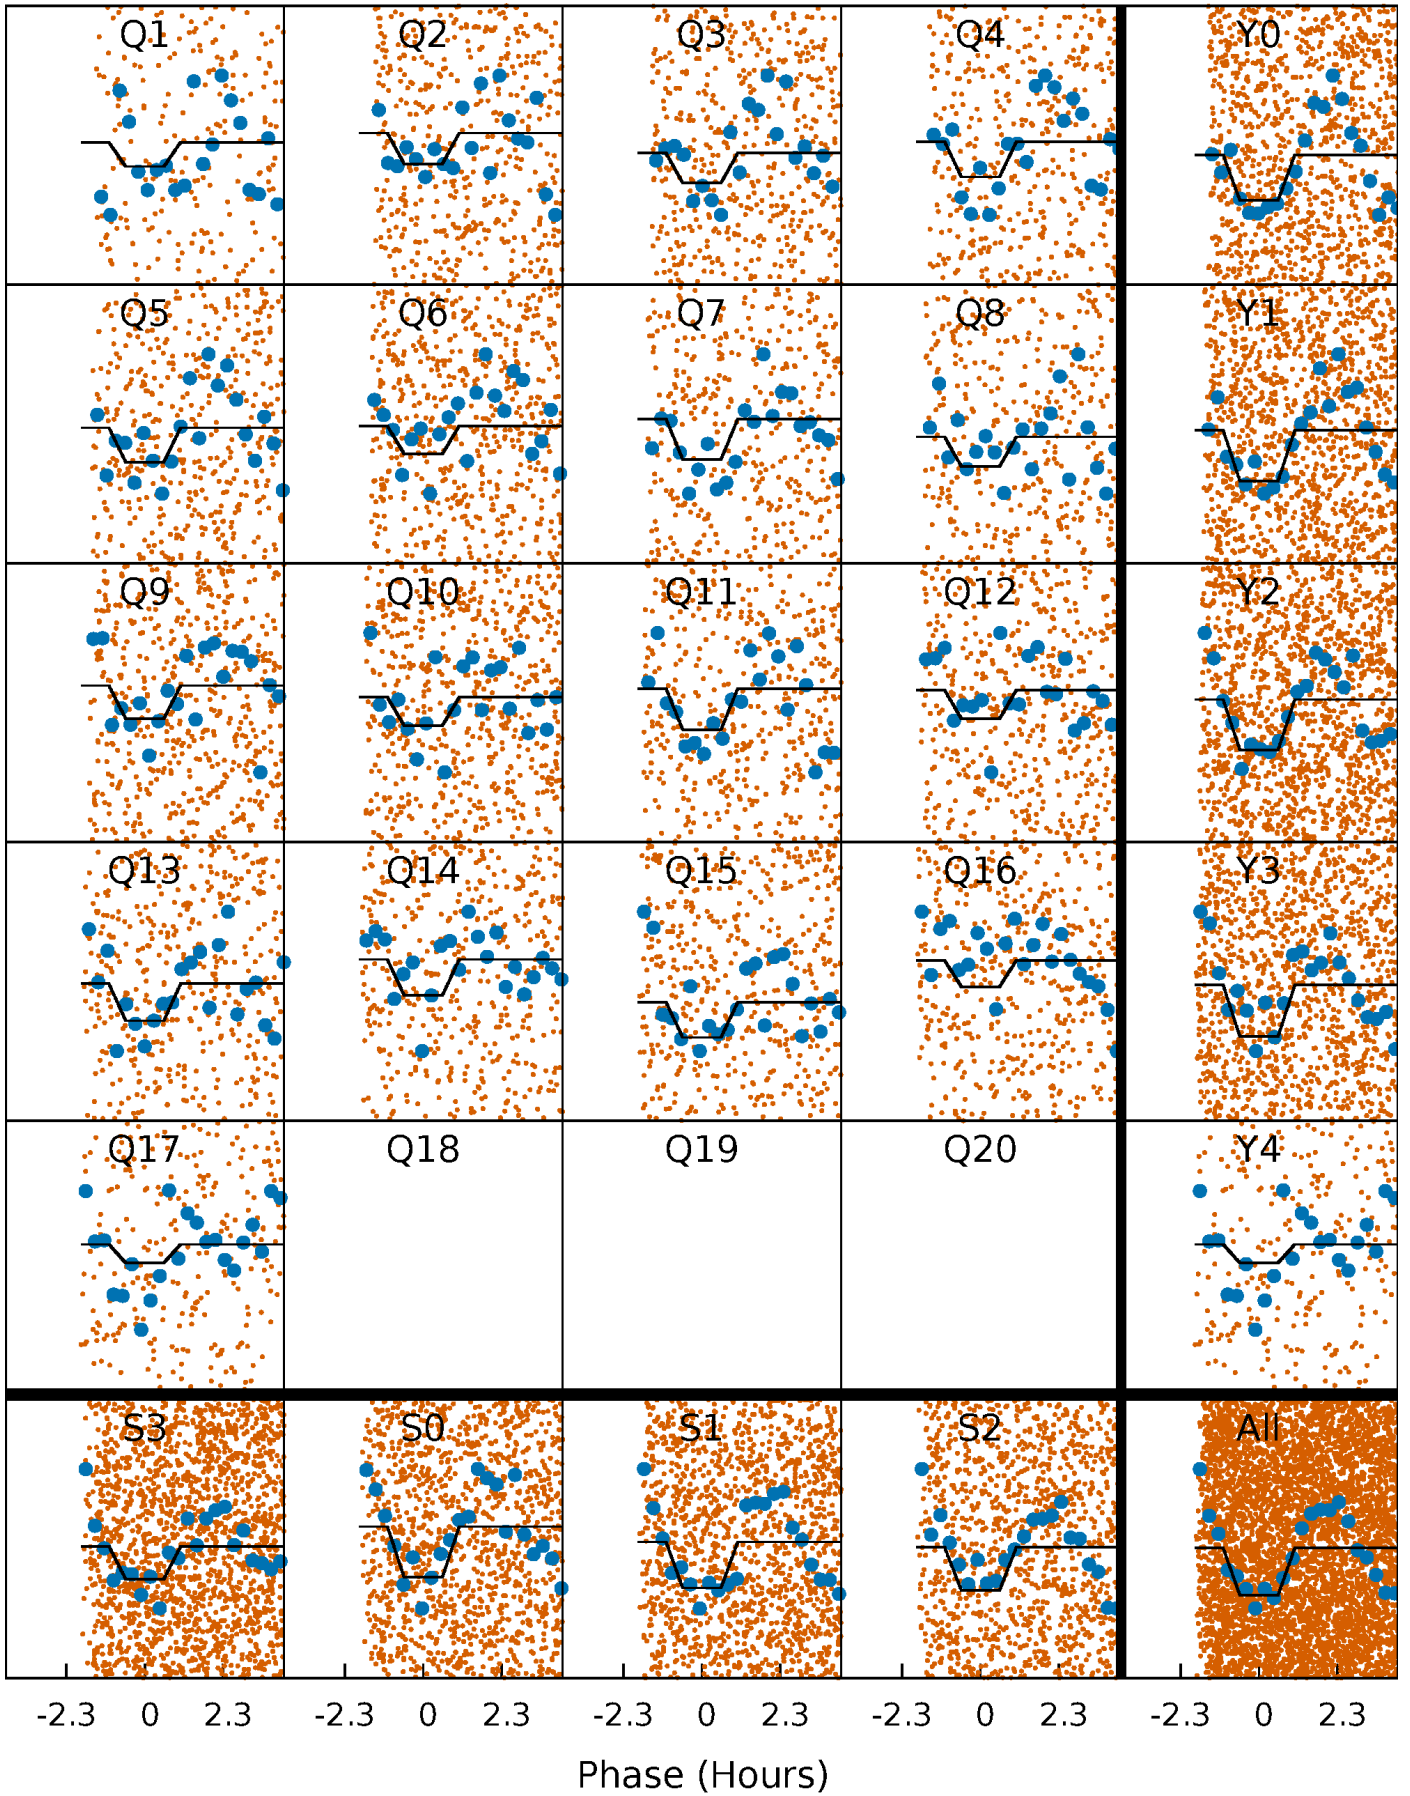 Q1 Q2 Q3 Q4 Y0
Q5 Q6 Q7 Q8 Y1
Q9 Q10 Q11 Q12 Y2
Q13 Q14 Q15 Q16 Y3
Q17 Q18 Q19 Q20 Y4
S3 S0 S1 S2 All
-2.3 0 2.3 -2.3 0 2.3 -2.3 0 2.3 -2.3 0 2.3 -2.3 0 2.3
Phase (Hours)